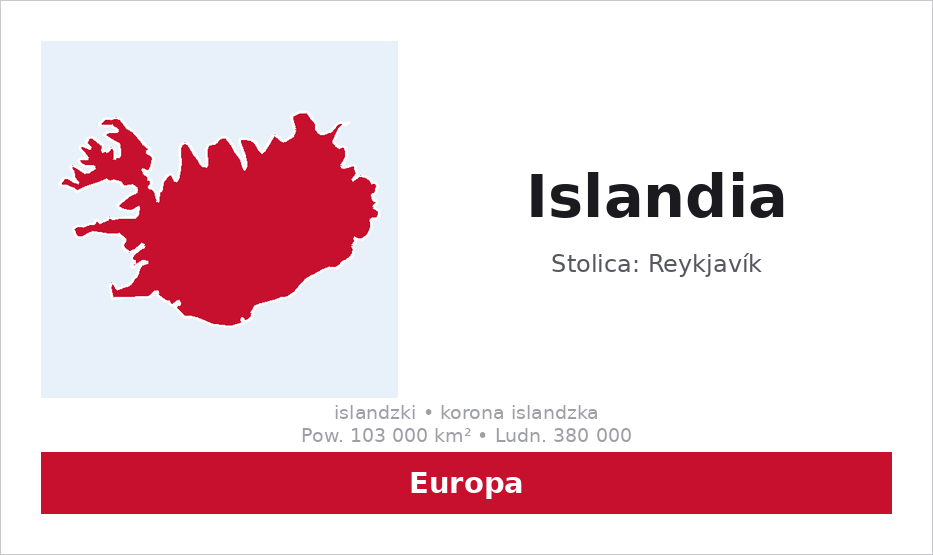 Islandia
Stolica: Reykjavík
islandzki • korona islandzka
Pow. 103 000 km² • Ludn. 380 000
Europa